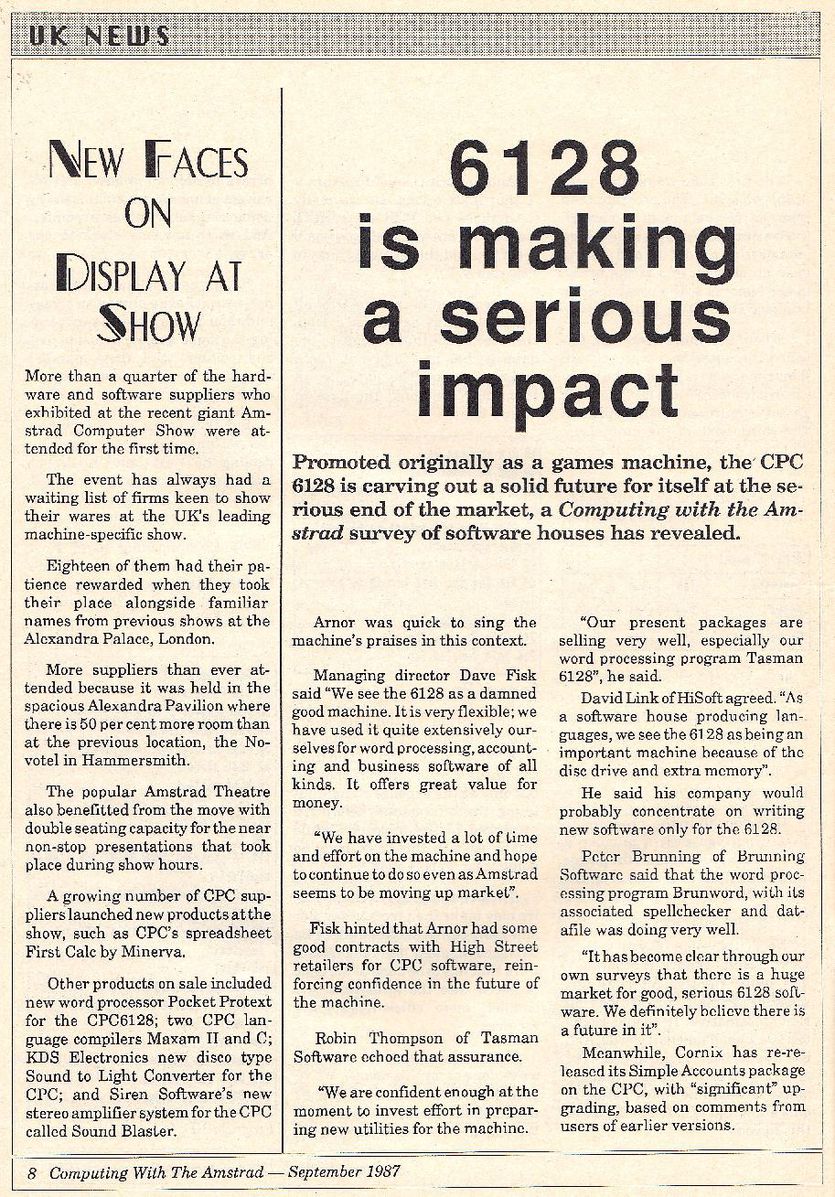 UK NEWS
NEW FACES
ON
DISPLAY AT
SHOW
More than a quarter of the hard-
ware and software suppliers who
exhibited at the recent giant Am-
strad Computer Show were at-
tended for the first time.
The event has always had a
waiting list of firms keen to show
their wares at the UK's leading
machine-specific show.
Eighteen of them had their pa-
tience rewarded when they took
their place alongside familiar
names from previous shows at the
Alexandra Palace, London.
More suppliers than ever at-
tended because it was held in the
spacious Alexandra Pavilion where
there is 50 per cent more room than
at the previous location, the No-
votel in Hammersmith.
The popular Amstrad Theatre
also benefitted from the move with
double seating capacity for the near
non-stop presentations that took
place during show hours.
A growing number of CPC sup-
pliers launched new products at the
show, such as CPC's spreadsheet
First Calc by Minerva.
Other products on sale included
new word processor Pocket Protext
for the CPC6128; two CPC lan-
guage compilers Maxam II and C;
KDS Electronics new disco type
Sound to Light Converter for the
CPC; and Siren Software's new
stereo amplifier system for the CPC
called Sound Blaster.
6128
is making
a serious
impact
Promoted originally as a games machine, the CPC
6128 is carving out a solid future for itself at the se-
rious end of the market, a Computing with the Am-
strad survey of software houses has revealed.
Arnor was quick to sing the
machine's praises in this context.
Managing director Dave Fisk
said "We see the 6128 as a damned
good machine. It is very flexible; we
have used it quite extensively our-
selves for word processing, account-
ing and business software of all
kinds. It offers great value for
money.
"We have invested a lot of time
and effort on the machine and hope
to continue to do so even as Amstrad
seems to be moving up market".
Fisk hinted that Arnor had some
good contracts with High Street
retailers for CPC software, rein-
forcing confidence in the future of
the machine.
Robin Thompson of Tasman
Software echoed that assurance.
"We are confident enough at the
moment to invest effort in prepar-
ing new utilities for the machine.
"Our present packages are
selling very well, especially our
word processing program Tasman
6128", he said.
David Link of HiSoft agreed. "As
a software house producing lan-
guages, we see the 6128 as being an
important machine because of the
disc drive and extra memory".
He said his company would
probably concentrate on writing
new software only for the 6128.
Peter Brunning of Brunning
Software said that the word proc-
essing program Brunword, with its
associated spellchecker and dat-
afile was doing very well.
"It has become clear through our
own surveys that there is a huge
market for good, serious 6128 soft-
ware. We definitely believe there is
a future in it".
Meanwhile, Cornix has re-re-
leased its Simple Accounts package
on the CPC, with "significant" up-
grading, based on comments from
users of earlier versions.
8 Computing With The Amstrad — September 1987